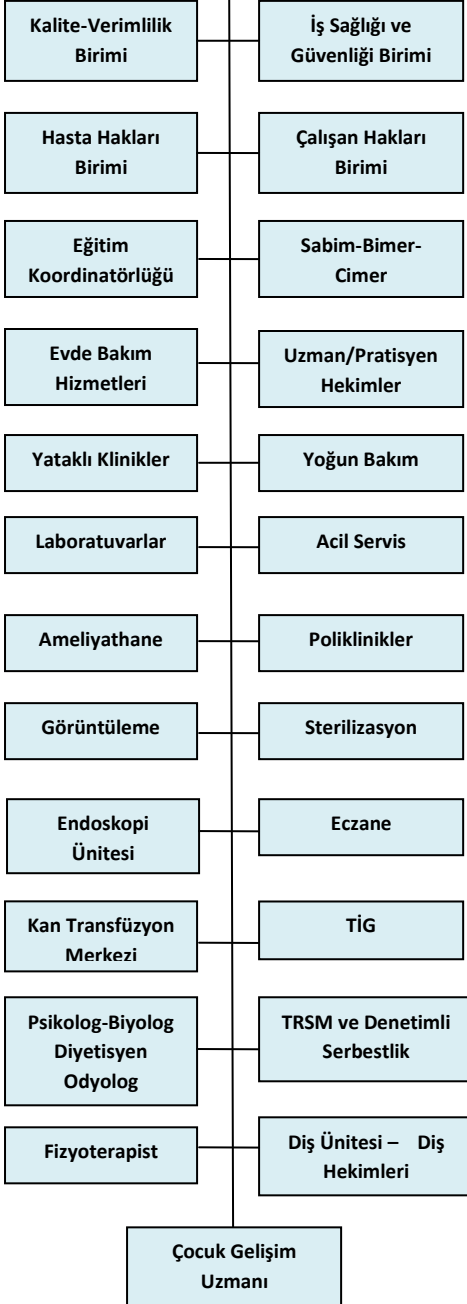 Kalite-Verimlilik
Birimi
İş Sağlığı ve
Güvenliği Birimi
Hasta Hakları
Birimi
Çalışan Hakları
Birimi
Eğitim
Koordinatörlüğü
Sabim-Bimer-
Cimer
Evde Bakım
Hizmetleri
Uzman/Pratisyen
Hekimler
Yataklı Klinikler
Yoğun Bakım
Laboratuvarlar
Acil Servis
Ameliyathane
Poliklinikler
Görüntüleme
Sterilizasyon
Endoskopi
Ünitesi
Eczane
Kan Transfüzyon
Merkezi
TİG
Psikolog-Biyolog
Diyetisyen
Odyolog
TRSM ve Denetimli
Serbestlik
Fizyoterapist
Diş Ünitesi – Diş
Hekimleri
Çocuk Gelişim
Uzmanı